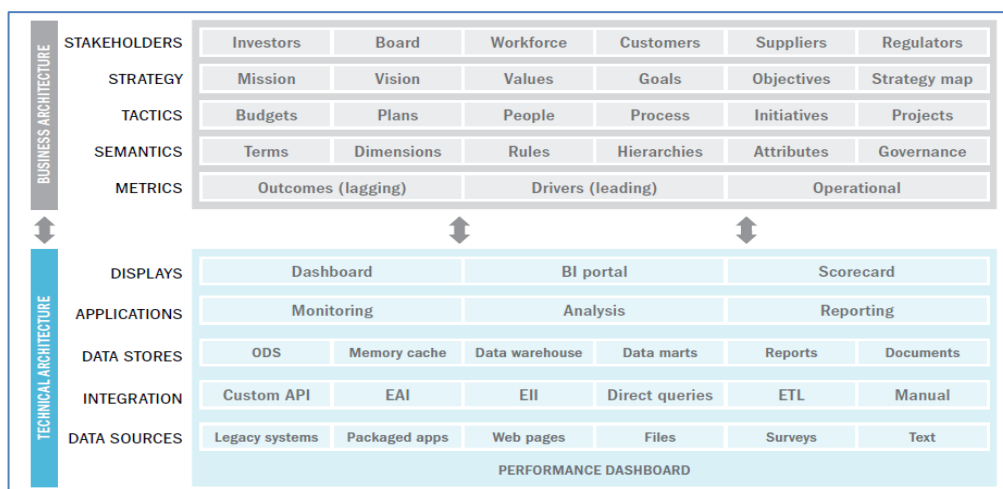 BUSINESS ARCHITECTURE
STAKEHOLDERS Investors Board Workforce Customers Suppliers Regulators
STRATEGY Mission Vision Values Goals Objectives Strategy map
TACTICS Budgets Plans People Process Initiatives Projects
SEMANTICS Terms Dimensions Rules Hierarchies Attributes Governance
METRICS Outcomes (lagging) Drivers (leading) Operational
TECHNICAL ARCHITECTURE
DISPLAYS Dashboard BI portal Scorecard
APPLICATIONS Monitoring Analysis Reporting
DATA STORES ODS Memory cache Data warehouse Data marts Reports Documents
INTEGRATION Custom API EAI EII Direct queries ETL Manual
DATA SOURCES Legacy systems Packaged apps Web pages Files Surveys Text
PERFORMANCE DASHBOARD